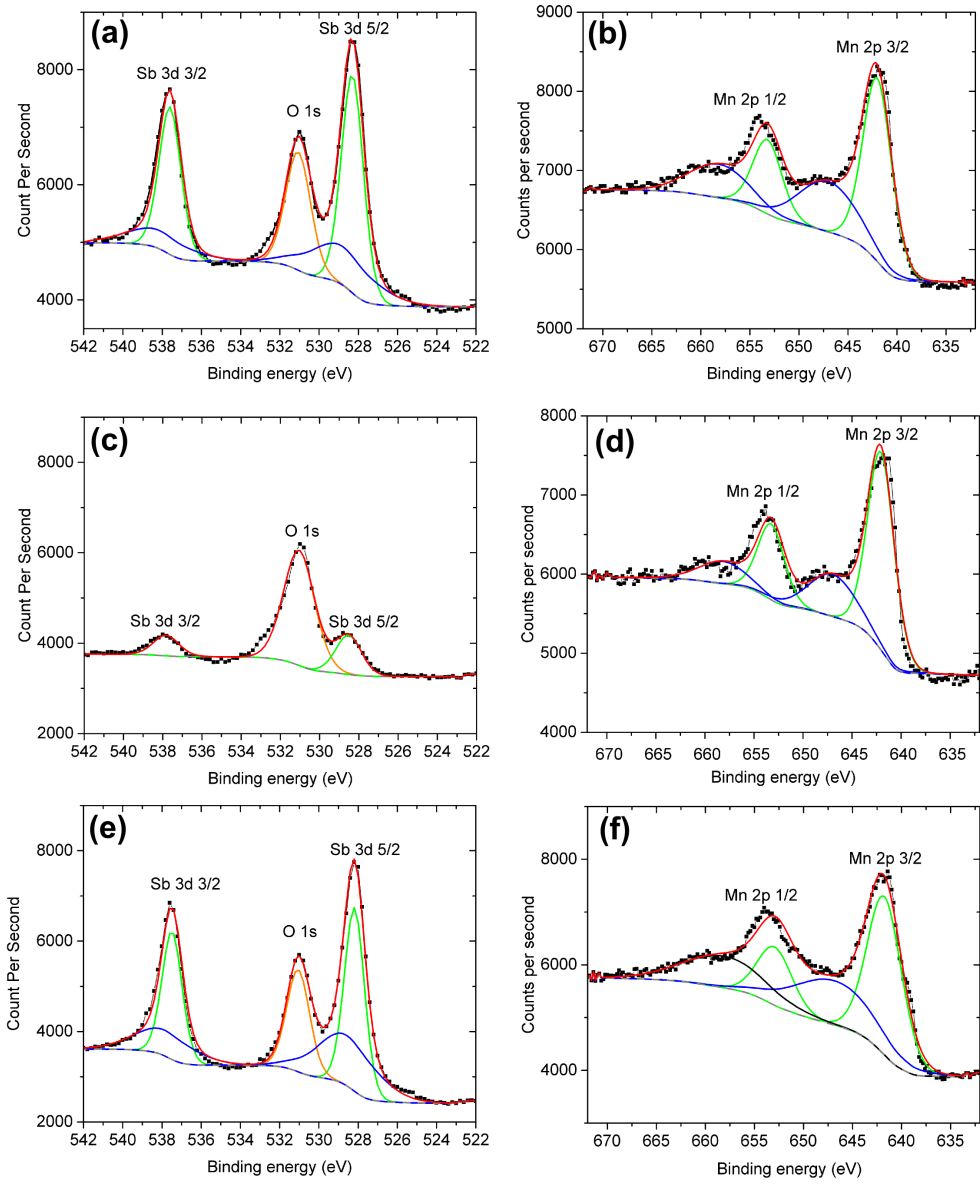 (a)
Sb 3d 5/2
Sb 3d 3/2
O 1s
8000
6000
4000
Count Per Second
542 540 538 536 534 532 530 528 526 524 522
Binding energy (eV)
(b)
Mn 2p 3/2
Mn 2p 1/2
9000
8000
7000
6000
5000
Counts per second
670 665 660 655 650 645 640 635
Binding energy (eV)
(c)
O 1s
Sb 3d 3/2
Sb 3d 5/2
8000
6000
4000
2000
Count Per Second
542 540 538 536 534 532 530 528 526 524 522
Binding energy (eV)
(d)
Mn 2p 3/2
Mn 2p 1/2
8000
7000
6000
5000
4000
Counts per second
670 665 660 655 650 645 640 635
Binding energy (eV)
(e)
Sb 3d 5/2
Sb 3d 3/2
O 1s
8000
6000
4000
2000
Count Per Second
542 540 538 536 534 532 530 528 526 524 522
Binding energy (eV)
(f)
Mn 2p 3/2
Mn 2p 1/2
8000
6000
4000
Counts per second
670 665 660 655 650 645 640 635
Binding energy (eV)